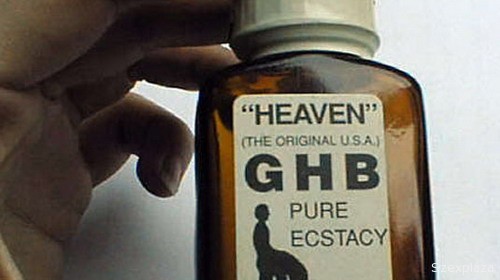 "HEAVEN"
(THE ORIGINAL U.S.A.)
GHB
PURE
ECSTACY